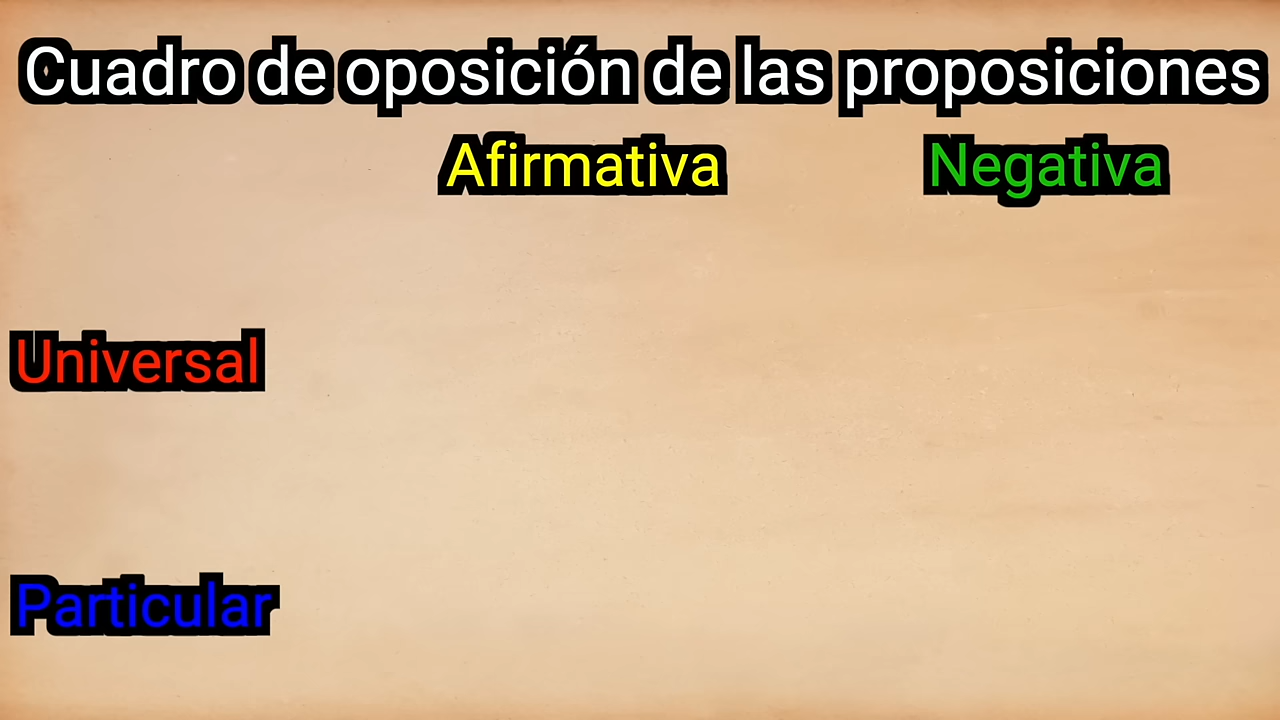 Cuadro de oposición de las proposiciones
Afirmativa Negativa
Universal
Particular